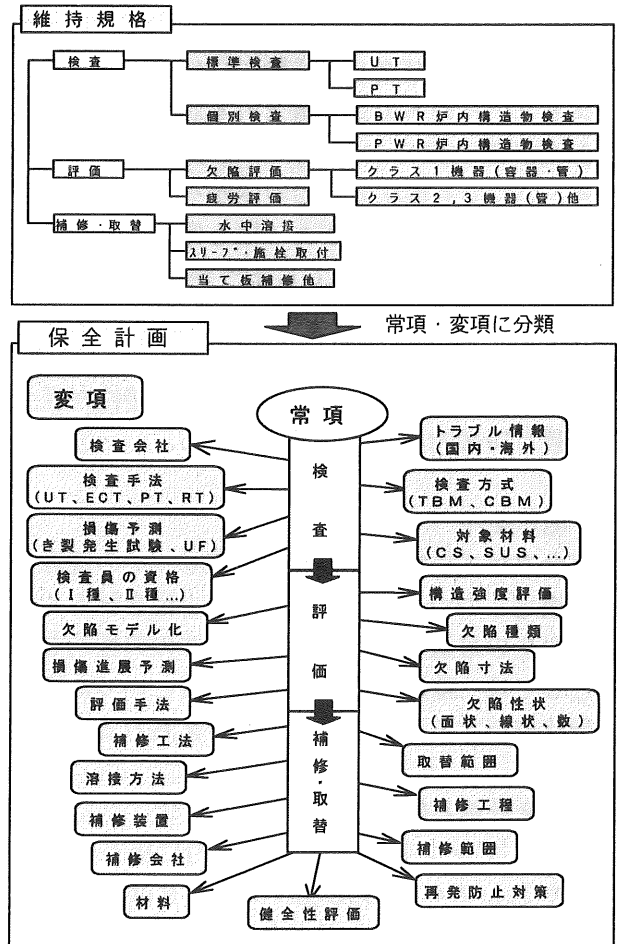 維持規格
検査
標準検査
UT
PT
個別検査
BWR炉内構造物検査
PWR炉内構造物検査
評価
欠陥評価
クラス1機器(容器・管)
疲労評価
クラス2,3機器(管)他
補修・取替
水中溶接
スリーブ・施栓取付
当て板補修他
常項・変項に分類
保全計画
変項
常項
検査
評価
補修・取替
検査会社
検査手法
(UT、ECT、PT、RT)
損傷予測
(き裂発生試験、UF)
検査員の資格
(Ⅰ種、Ⅱ種…)
欠陥モデル化
損傷進展予測
評価手法
補修工法
溶接方法
補修装置
補修会社
材料
トラブル情報
(国内・海外)
検査方式
(TBM、CBM)
対象材料
(CS、SUS、…)
構造強度評価
欠陥種類
欠陥寸法
欠陥性状
(面状、線状、数)
取替範囲
補修工程
補修範囲
再発防止対策
健全性評価